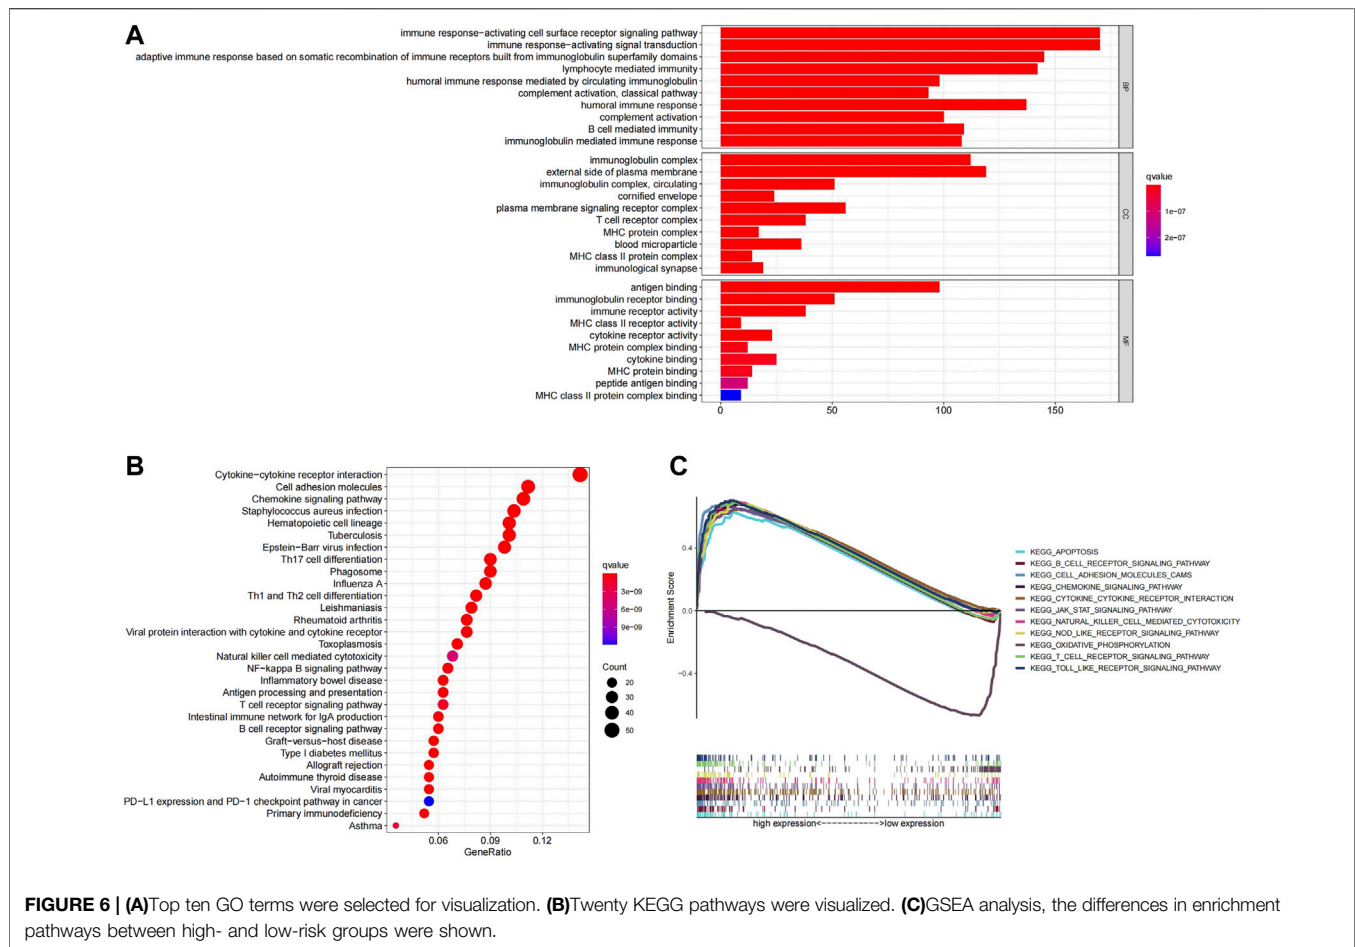 A
immune response-activating cell surface receptor signaling pathway
immune response-activating signal transduction
adaptive immune response based on somatic recombination of immune receptors built from immunoglobulin superfamily domains
lymphocyte mediated immunity
humoral immune response mediated by circulating immunoglobulin
complement activation, classical pathway
humoral immune response
complement activation
B cell mediated immunity
immunoglobulin mediated immune response
BP
immunoglobulin complex
external side of plasma membrane
immunoglobulin complex, circulating
cornified envelope
plasma membrane signaling receptor complex
T cell receptor complex
MHC protein complex
blood microparticle
MHC class II protein complex
immunological synapse
CC
antigen binding
immunoglobulin receptor binding
immune receptor activity
MHC class II receptor activity
cytokine receptor activity
MHC protein complex binding
cytokine binding
MHC protein binding
peptide antigen binding
MHC class II protein complex binding
MF
0 50 100 150
qvalue
1e-07
2e-07
B
Cytokine-cytokine receptor interaction
Cell adhesion molecules
Chemokine signaling pathway
Staphylococcus aureus infection
Hematopoietic cell lineage
Tuberculosis
Epstein-Barr virus infection
Th17 cell differentiation
Phagosome
Influenza A
Th1 and Th2 cell differentiation
Leishmaniasis
Rheumatoid arthritis
Viral protein interaction with cytokine and cytokine receptor
Toxoplasmosis
Natural killer cell mediated cytotoxicity
NF-kappa B signaling pathway
Inflammatory bowel disease
Antigen processing and presentation
T cell receptor signaling pathway
Intestinal immune network for IgA production
B cell receptor signaling pathway
Graft-versus-host disease
Type I diabetes mellitus
Allograft rejection
Autoimmune thyroid disease
Viral myocarditis
PD-L1 expression and PD-1 checkpoint pathway in cancer
Primary immunodeficiency
Asthma
0.06 0.09 0.12
GeneRatio
qvalue
3e-09
6e-09
9e-09
Count
20
30
40
50
C
Enrichment Score
0.4
0.0
-0.4
KEGG_APOPTOSIS
KEGG_B_CELL_RECEPTOR_SIGNALING_PATHWAY
KEGG_CELL_ADHESION_MOLECULES_CAMS
KEGG_CHEMOKINE_SIGNALING_PATHWAY
KEGG_CYTOKINE_CYTOKINE_RECEPTOR_INTERACTION
KEGG_JAK_STAT_SIGNALING_PATHWAY
KEGG_NATURAL_KILLER_CELL_MEDIATED_CYTOTOXICITY
KEGG_NOD_LIKE_RECEPTOR_SIGNALING_PATHWAY
KEGG_OXIDATIVE_PHOSPHORYLATION
KEGG_T_CELL_RECEPTOR_SIGNALING_PATHWAY
KEGG_TOLL_LIKE_RECEPTOR_SIGNALING_PATHWAY
high expression<----------->low expression
FIGURE 6 | (A)Top ten GO terms were selected for visualization. (B)Twenty KEGG pathways were visualized. (C)GSEA analysis, the differences in enrichment
pathways between high- and low-risk groups were shown.